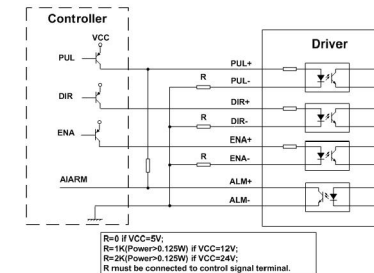 Controller
Driver
VCC
PUL
PUL+
R
PUL-
DIR
DIR+
R
DIR-
ENA
ENA+
R
ENA-
AlARM
ALM+
ALM-
R=0 if VCC=5V;
R=1K(Power>0.125W) if VCC=12V;
R=2K(Power>0.125W) if VCC=24V;
R must be connected to control signal terminal.